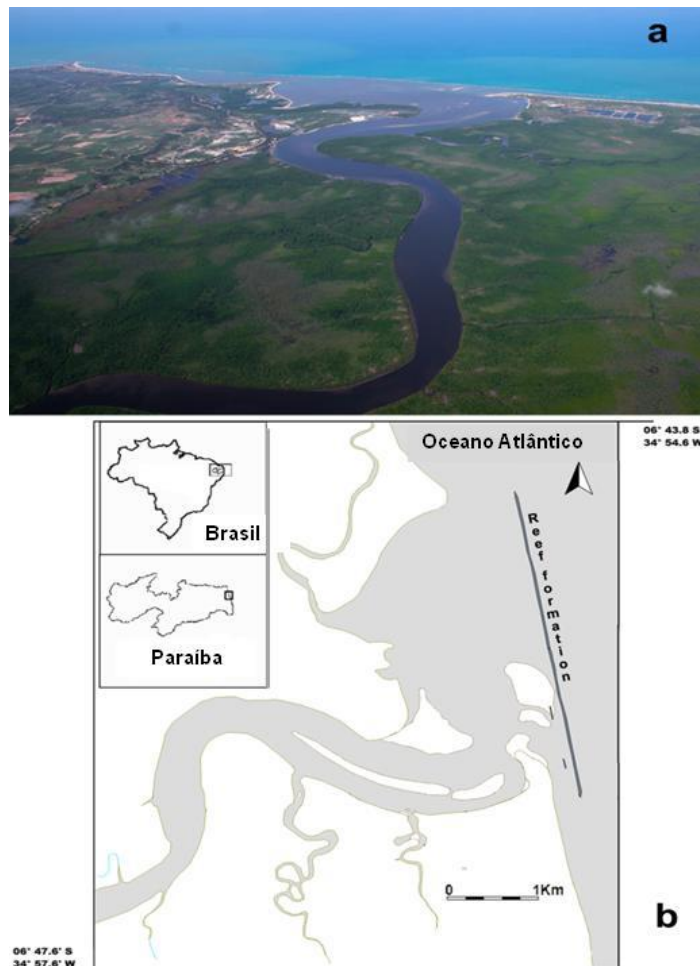 a
06° 43.8 S
34° 54.6 W
Oceano Atlântico
Brasil
Paraíba
Reef formation
0 1Km
b
06° 47.6' S
34° 57.6' W